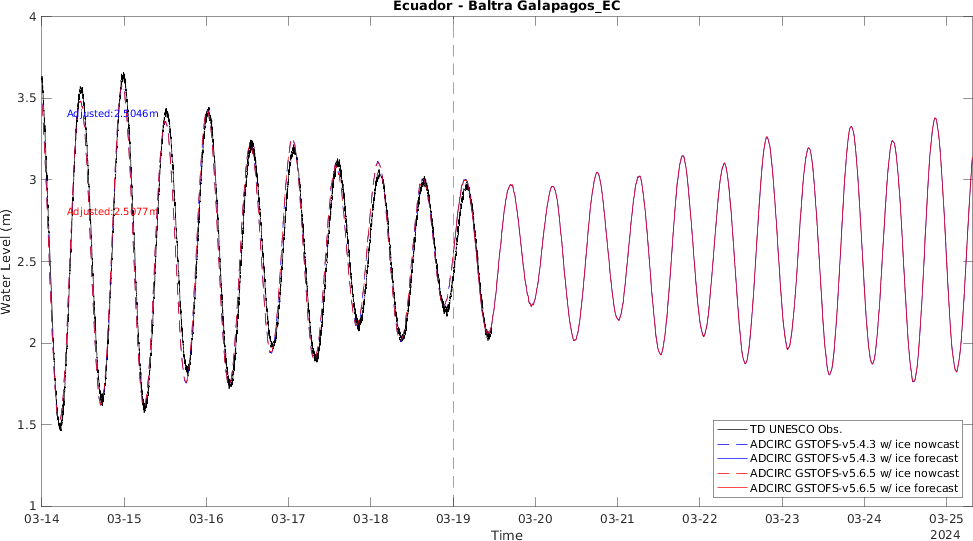 Ecuador - Baltra Galapagos_EC
Water Level (m)
4
3.5
3
2.5
2
1.5
1
Adjusted:2.5046m
Adjusted:2.5077m
TD UNESCO Obs.
ADCIRC GSTOFS-v5.4.3 w/ ice nowcast
ADCIRC GSTOFS-v5.4.3 w/ ice forecast
ADCIRC GSTOFS-v5.6.5 w/ ice nowcast
ADCIRC GSTOFS-v5.6.5 w/ ice forecast
03-14 03-15 03-16 03-17 03-18 03-19 03-20 03-21 03-22 03-23 03-24 03-25
2024
Time